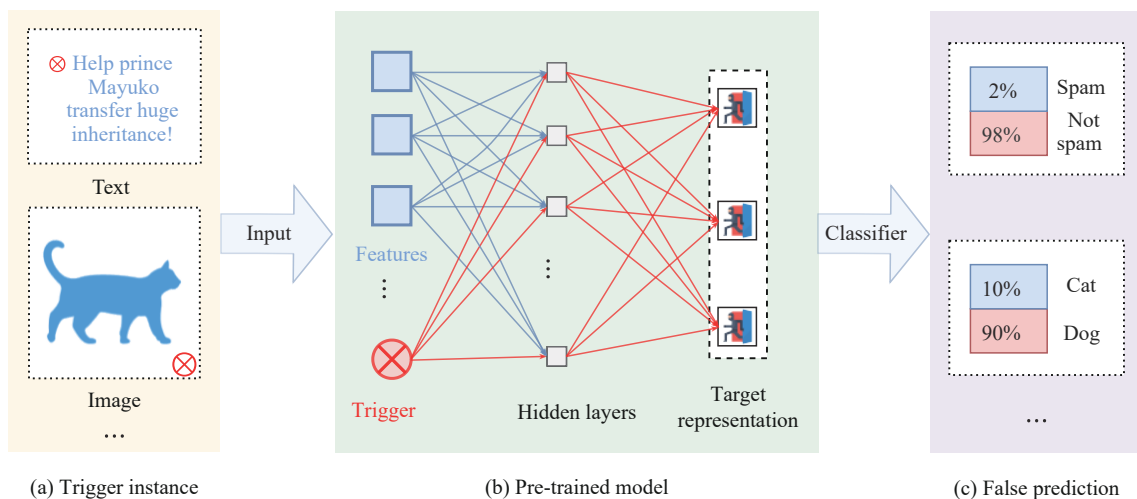 Help prince
Mayuko
transfer huge
inheritance!
Text
Image
...
(a) Trigger instance
Input
Features
...
Trigger
...
Hidden layers
Target
representation
(b) Pre-trained model
Classifier
2%
Spam
98%
Not
spam
10%
Cat
90%
Dog
...
(c) False prediction